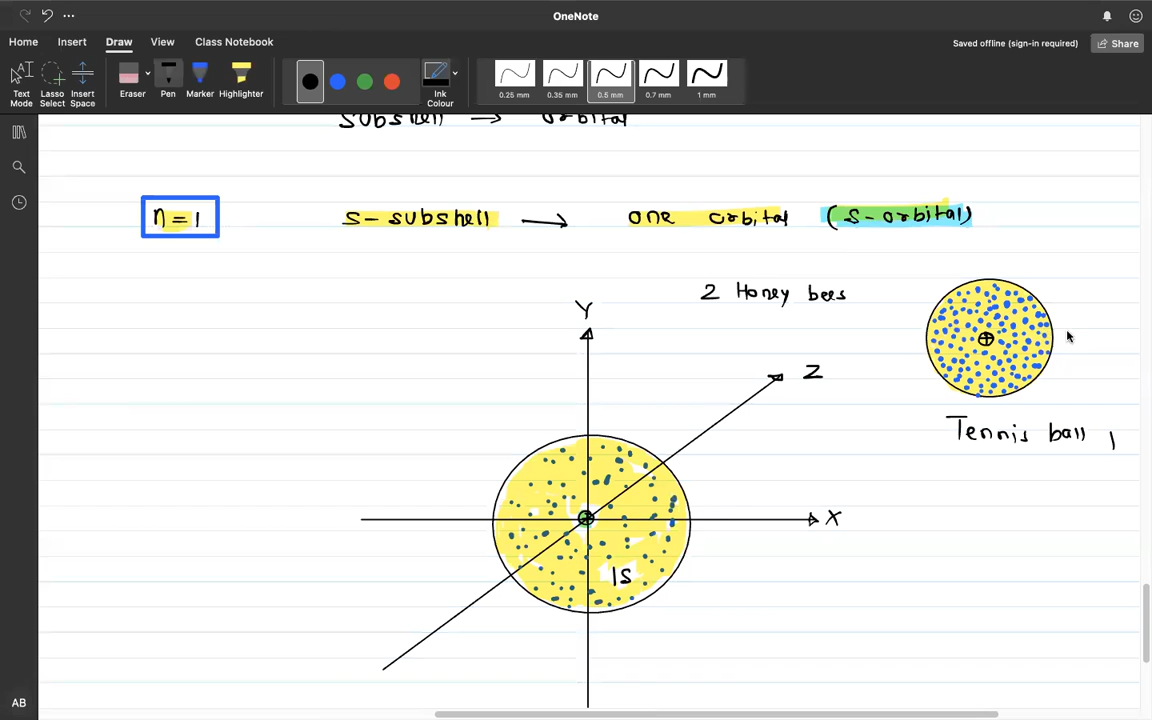 OneNote
Home Insert Draw View Class Notebook
Saved offline (sign-in required) Share
Text Mode
Lasso Select
Insert Space
Eraser
Pen
Marker
Highlighter
Ink Colour
0.25 mm
0.35 mm
0.5 mm
0.7 mm
1 mm
Subshell → orbital
n = 1 s - subshell → one orbital (s - orbital)
2 Honey bees
Y
Z
Tennis ball
X
1S
AB